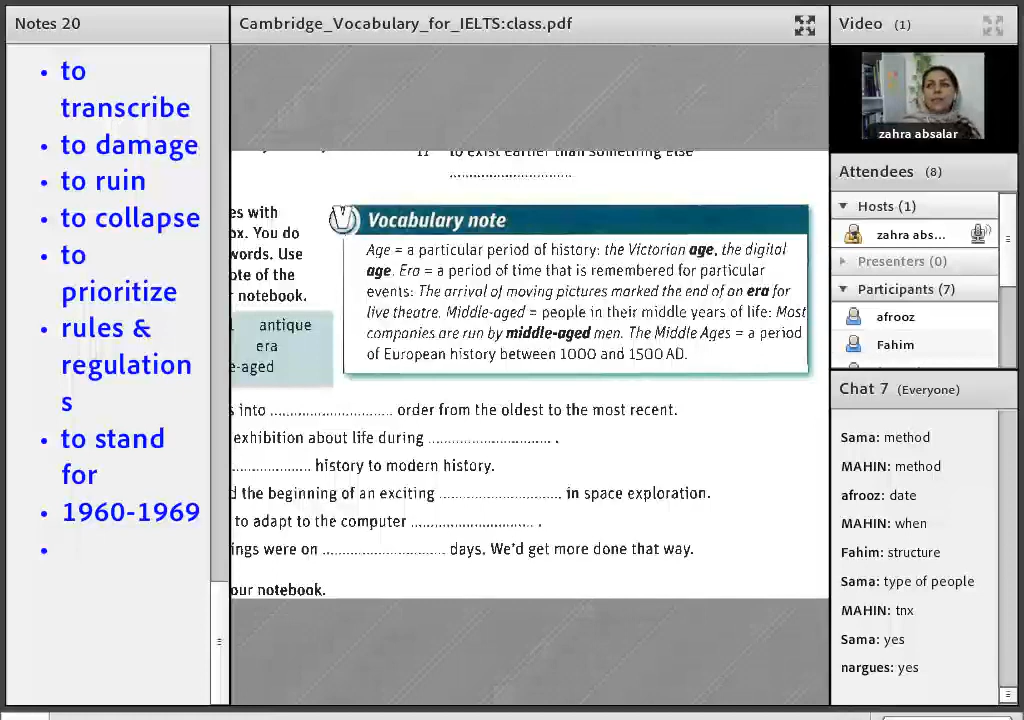 Notes 20
• to
transcribe
• to damage
• to ruin
• to collapse
• to
prioritize
• rules &
regulation
s
• to stand
for
• 1960-1969
•
Cambridge_Vocabulary_for_IELTS:class.pdf
11 to exist earlier than something else
..............................
es with
ox. You do
words. Use
ote of the
r notebook.
antique
era
e-aged
Vocabulary note
Age = a particular period of history: the Victorian age, the digital
age. Era = a period of time that is remembered for particular
events: The arrival of moving pictures marked the end of an era for
live theatre. Middle-aged = people in their middle years of life: Most
companies are run by middle-aged men. The Middle Ages = a period
of European history between 1000 and 1500 AD.
s into .............................. order from the oldest to the most recent.
exhibition about life during .............................. .
.................... history to modern history.
d the beginning of an exciting .............................. in space exploration.
to adapt to the computer .............................. .
ings were on .............................. days. We'd get more done that way.
our notebook.
Video (1)
zahra absalar
Attendees (8)
Hosts (1)
zahra abs...
Presenters (0)
Participants (7)
afrooz
Fahim
Chat 7 (Everyone)
Sama: method
MAHIN: method
afrooz: date
MAHIN: when
Fahim: structure
Sama: type of people
MAHIN: tnx
Sama: yes
nargues: yes